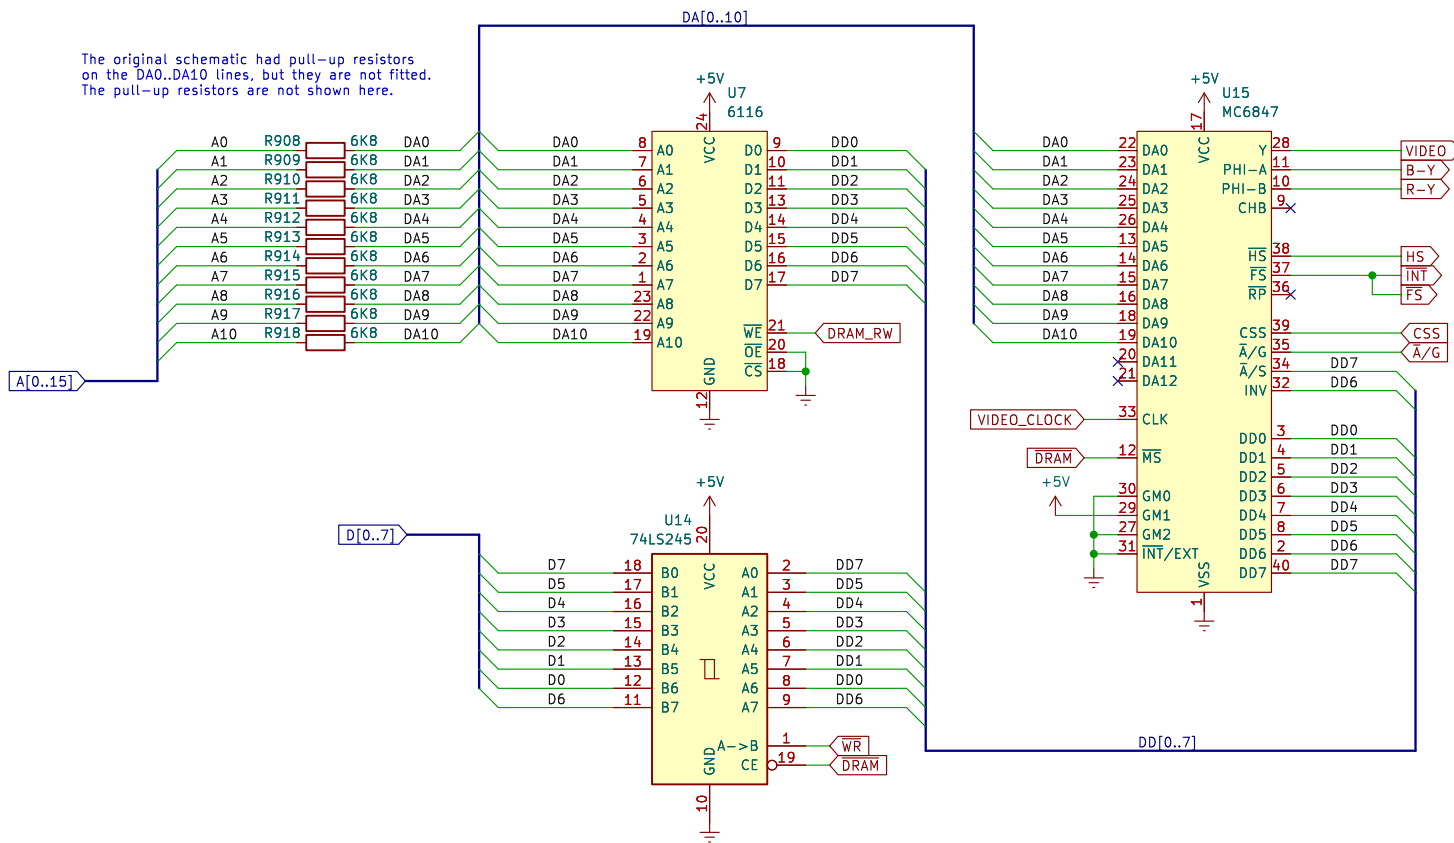 DA[0..10]
The original schematic had pull-up resistors
on the DA0..DA10 lines, but they are not fitted.
The pull-up resistors are not shown here.
+5V
U7
6116
+5V
U15
MC6847
24
VCC
17
VCC
A0 R908 6K8 DA0 DA0 8 A0 D0 9 DD0 DA0 22 DA0 Y 28 VIDEO
A1 R909 6K8 DA1 DA1 7 A1 D1 10 DD1 DA1 23 DA1 PHI-A 11 B-Y
A2 R910 6K8 DA2 DA2 6 A2 D2 11 DD2 DA2 24 DA2 PHI-B 10 R-Y
A3 R911 6K8 DA3 DA3 5 A3 D3 13 DD3 DA3 25 DA3 CHB 9
A4 R912 6K8 DA4 DA4 4 A4 D4 14 DD4 DA4 26 DA4
A5 R913 6K8 DA5 DA5 3 A5 D5 15 DD5 DA5 13 DA5 HS 38 HS
A6 R914 6K8 DA6 DA6 2 A6 D6 16 DD6 DA6 14 DA6 FS 37 INT
A7 R915 6K8 DA7 DA7 1 A7 D7 17 DD7 DA7 15 DA7 RP 36 FS
A8 R916 6K8 DA8 DA8 23 A8 DA8 16 DA8
A9 R917 6K8 DA9 DA9 22 A9 WE 21 DRAM_RW DA9 18 DA9 CSS 39 CSS
A10 R918 6K8 DA10 DA10 19 A10 OE 20 DA10 19 DA10 A/G 35 A/G
CS 18 20 DA11 A/S 34 DD7
A[0..15] 21 DA12 INV 32 DD6
GND
12
VIDEO_CLOCK 33 CLK
DD0 3 DD0
DRAM 12 MS DD1 4 DD1
DD2 5 DD2
+5V 30 GM0 DD3 6 DD3
29 GM1 DD4 7 DD4
27 GM2 DD5 8 DD5
31 INT/EXT DD6 2 DD6
DD7 40 DD7
VSS
1
+5V
U14
74LS245
20
VCC
D[0..7]
D7 18 B0 A0 2 DD7
D5 17 B1 A1 3 DD5
D4 16 B2 A2 4 DD4
D3 15 B3 A3 5 DD3
D2 14 B4 A4 6 DD2
D1 13 B5 A5 7 DD1
D0 12 B6 A6 8 DD0
D6 11 B7 A7 9 DD6
A->B 1 WR
CE 19 DRAM
GND
10
DD[0..7]